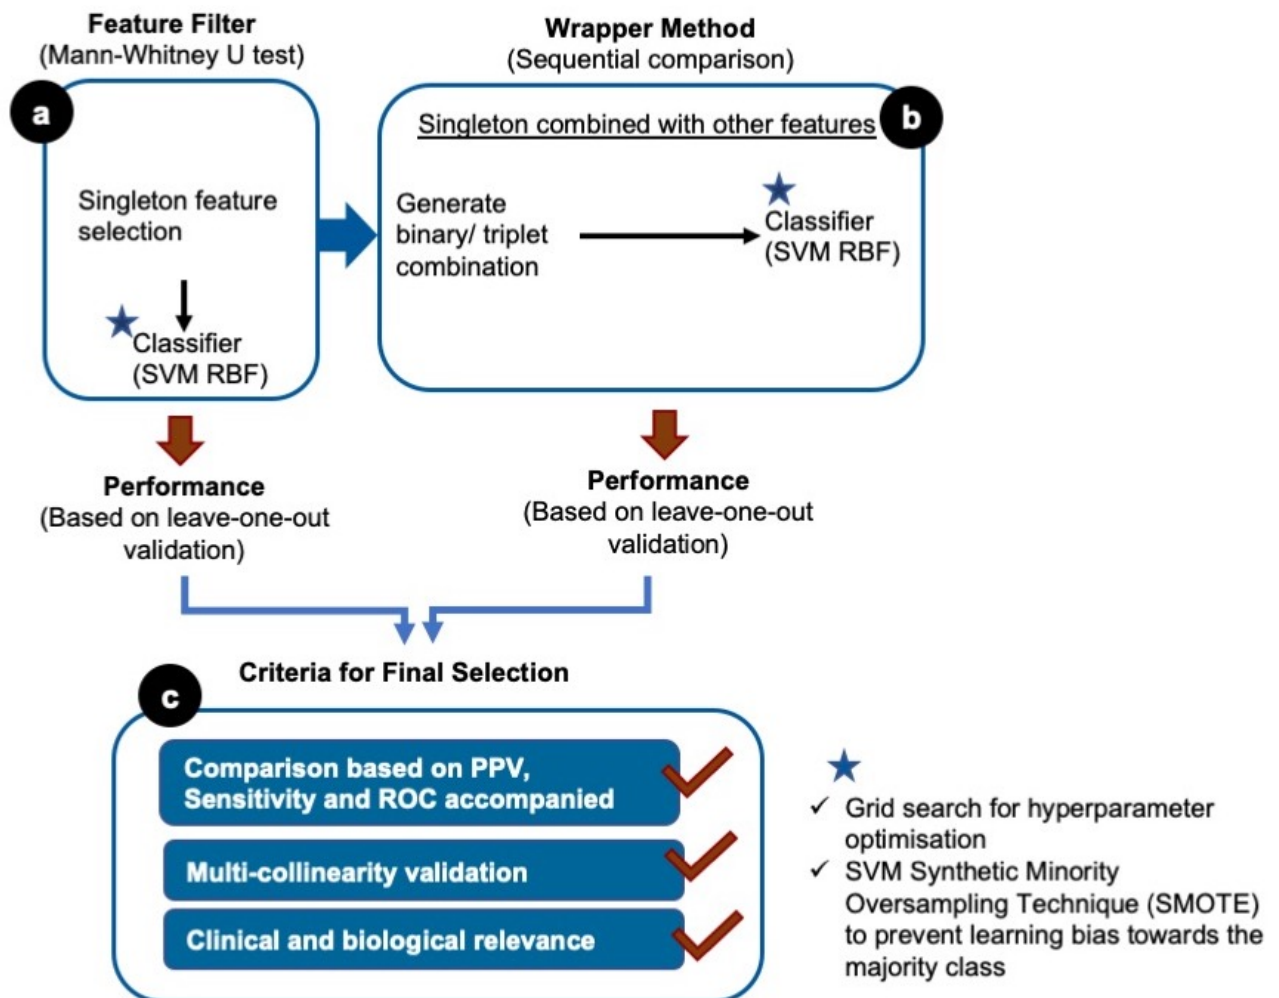 Feature Filter
(Mann-Whitney U test)
a
Singleton feature
selection
Classifier
(SVM RBF)
Wrapper Method
(Sequential comparison)
b
Singleton combined with other features
Generate
binary/ triplet
combination
Classifier
(SVM RBF)
Performance
(Based on leave-one-out
validation)
Performance
(Based on leave-one-out
validation)
Criteria for Final Selection
c
Comparison based on PPV,
Sensitivity and ROC accompanied
Multi-collinearity validation
Clinical and biological relevance
✓ Grid search for hyperparameter
optimisation
✓ SVM Synthetic Minority
Oversampling Technique (SMOTE)
to prevent learning bias towards the
majority class